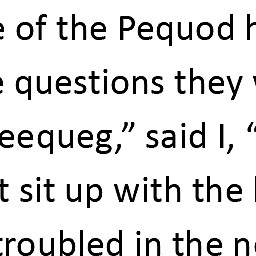 of the Pequod
questions they
eequeg,” said I, “
sit up with the
troubled in the